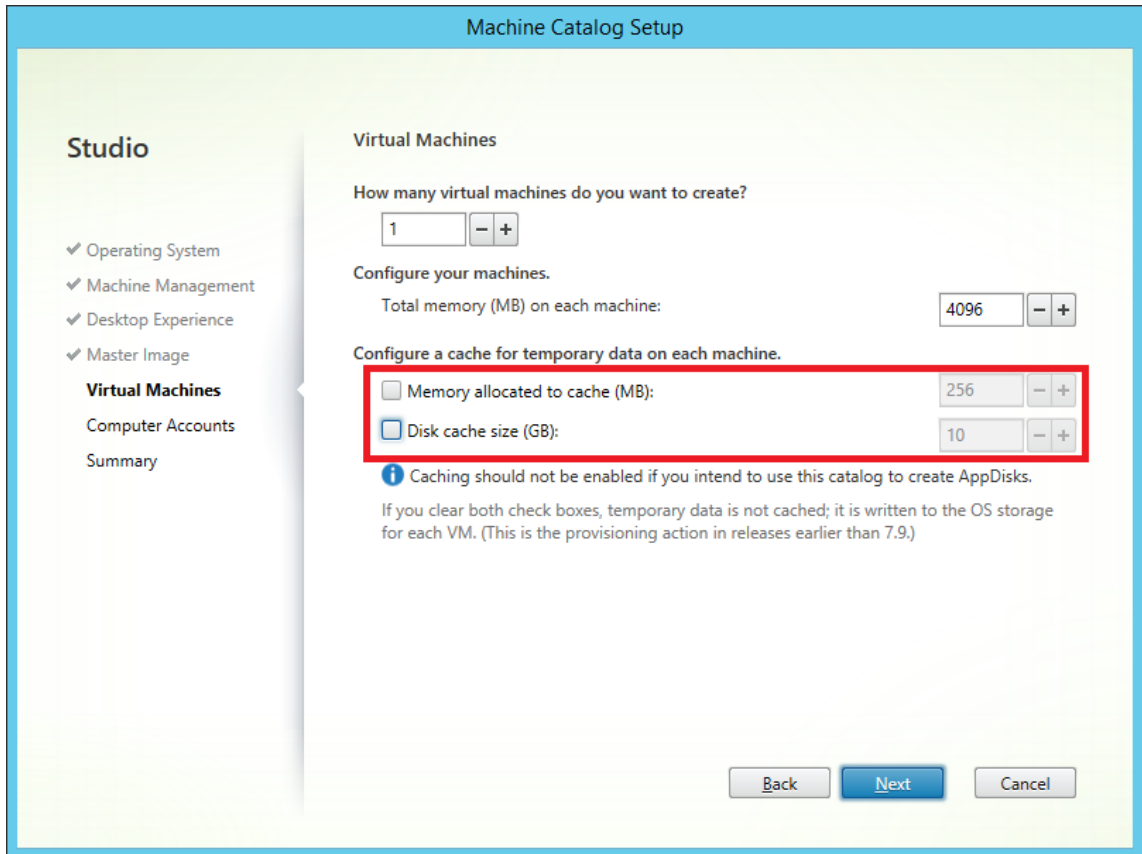 Machine Catalog Setup
Studio
Operating System
Machine Management
Desktop Experience
Master Image
Virtual Machines
Computer Accounts
Summary
Virtual Machines
How many virtual machines do you want to create?
1 - +
Configure your machines.
Total memory (MB) on each machine: 4096 - +
Configure a cache for temporary data on each machine.
Memory allocated to cache (MB): 256 - +
Disk cache size (GB): 10 - +
i Caching should not be enabled if you intend to use this catalog to create AppDisks.
If you clear both check boxes, temporary data is not cached; it is written to the OS storage
for each VM. (This is the provisioning action in releases earlier than 7.9.)
Back Next Cancel